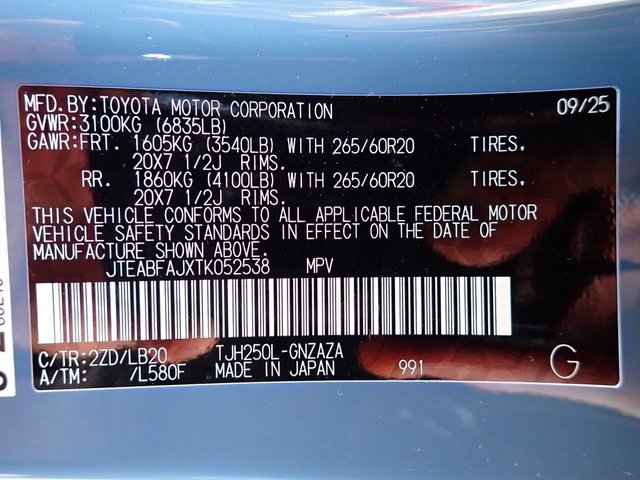 MFD.BY:TOYOTA MOTOR CORPORATION 09/25
GVWR:3100KG (6835LB)
GAWR:FRT. 1605KG (3540LB) WITH 265/60R20 TIRES.
20X7 1/2J RIMS.
RR. 1860KG (4100LB) WITH 265/60R20 TIRES.
20X7 1/2J RIMS.
THIS VEHICLE CONFORMS TO ALL APPLICABLE FEDERAL MOTOR
VEHICLE SAFETY STANDARDS IN EFFECT ON THE DATE OF
MANUFACTURE SHOWN ABOVE.
JTEABFAJXTK052538 MPV
C/TR:2ZD/LB20 TJH250L-GNZAZA
A/TM: /L580F MADE IN JAPAN 991 G